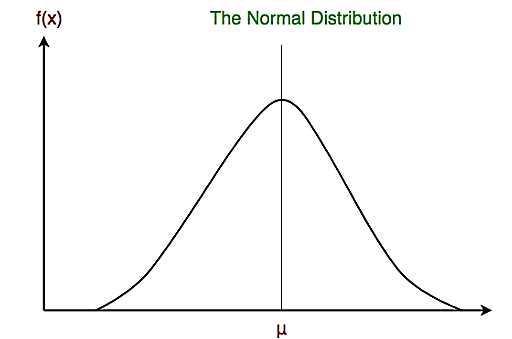 f(x)
The Normal Distribution
μ